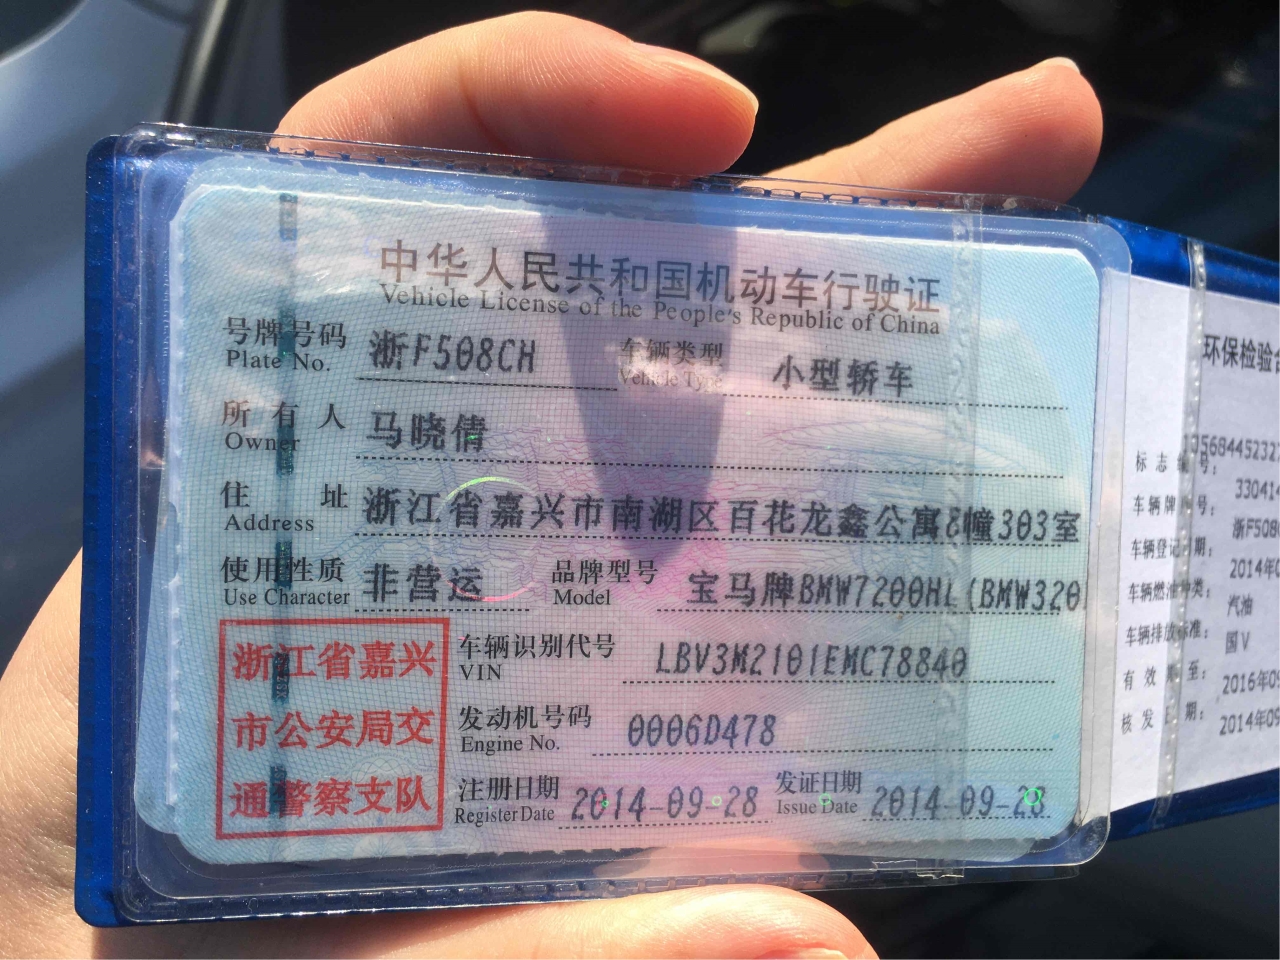 中华人民共和国机动车行驶证
Vehicle License of the People's Republic of China
号牌号码 浙F508CH 车辆类型 小型轿车
Plate No. Vehicle Type
所有人 马晓倩
Owner
住址 浙江省嘉兴市南湖区百花龙鑫公寓8幢303室
Address
使用性质 非营运 品牌型号 宝马牌BMW7200HL(BMW320
Use Character Model
浙江省嘉兴
市公安局交
通警察支队
车辆识别代号 LBV3M2101EMC78840
VIN
发动机号码 0006D478
Engine No.
注册日期 2014-09-28 发证日期 2014-09-28
Register Date Issue Date
环保检验合
标志编号: 
330414
车辆牌 号: 浙F508
车辆登 日期: 2014年0
车辆燃油种类: 汽油
车辆排放标准: 国V
有效期至: 2016年09
核发 期: 2014年09